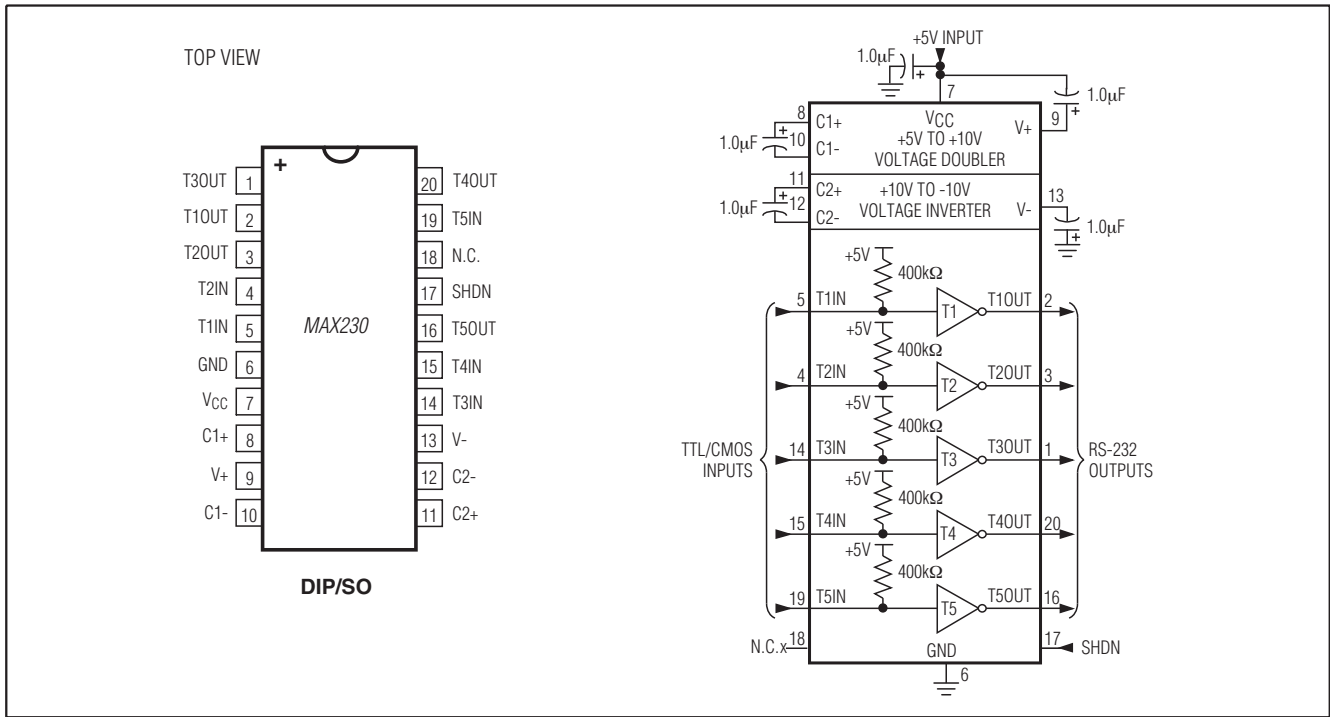 TOP VIEW
+
T3OUT 1
T1OUT 2
T2OUT 3
T2IN 4
T1IN 5
GND 6
VCC 7
C1+ 8
V+ 9
C1- 10
MAX230
20 T4OUT
19 T5IN
18 N.C.
17 SHDN
16 T5OUT
15 T4IN
14 T3IN
13 V-
12 C2-
11 C2+
DIP/SO
+5V INPUT
1.0µF
+
7
1.0µF
+
9
V+
8
C1+
+
1.0µF
10
C1-
VCC
+5V TO +10V
VOLTAGE DOUBLER
11
C2+
+
1.0µF
12
C2-
+10V TO -10V
VOLTAGE INVERTER
V-
13
1.0µF
+
+5V
400kΩ
5 T1IN T1 T1OUT 2
+5V
400kΩ
4 T2IN T2 T2OUT 3
+5V
400kΩ
14 T3IN T3 T3OUT 1
+5V
400kΩ
15 T4IN T4 T4OUT 20
+5V
400kΩ
19 T5IN T5 T5OUT 16
TTL/CMOS
INPUTS
RS-232
OUTPUTS
N.C.x 18
17 SHDN
GND
6